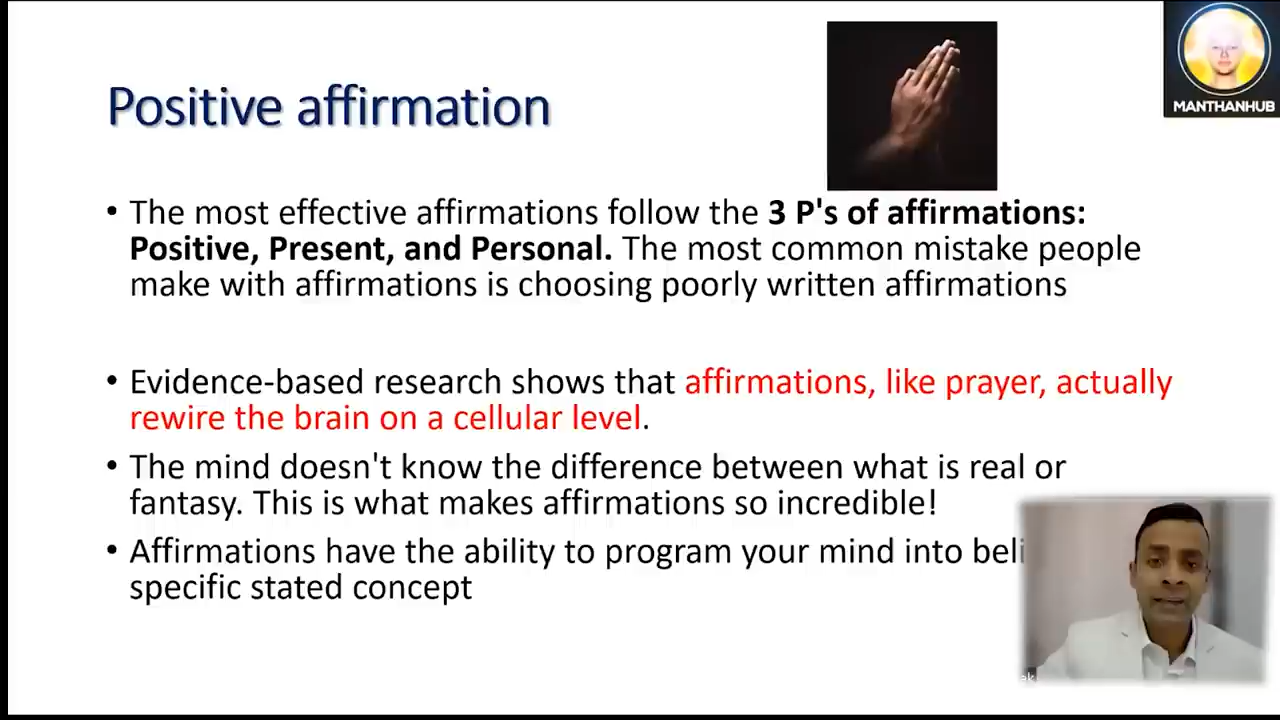 MANTHANHUB
Positive affirmation
• The most effective affirmations follow the 3 P's of affirmations:
Positive, Present, and Personal. The most common mistake people
make with affirmations is choosing poorly written affirmations
• Evidence-based research shows that affirmations, like prayer, actually
rewire the brain on a cellular level.
• The mind doesn't know the difference between what is real or
fantasy. This is what makes affirmations so incredible!
• Affirmations have the ability to program your mind into
specific stated concept